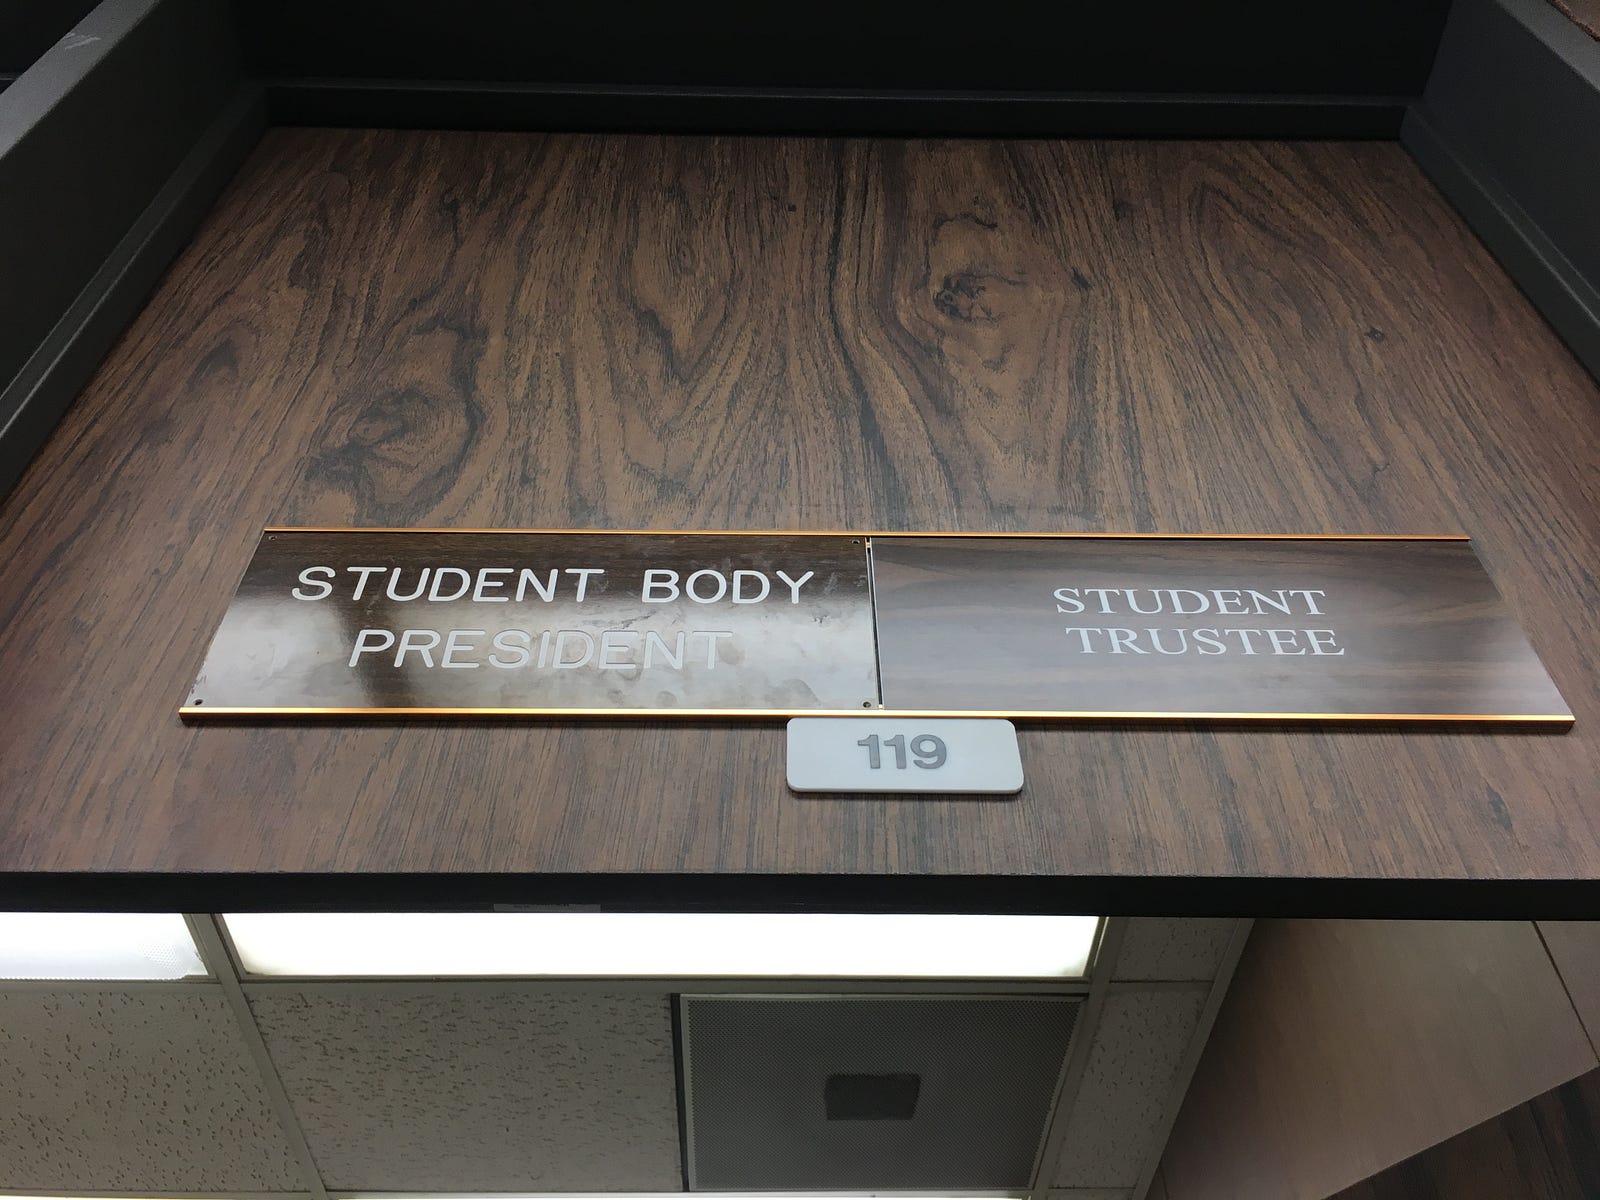 STUDENT BODY
PRESIDENT
STUDENT
TRUSTEE
119